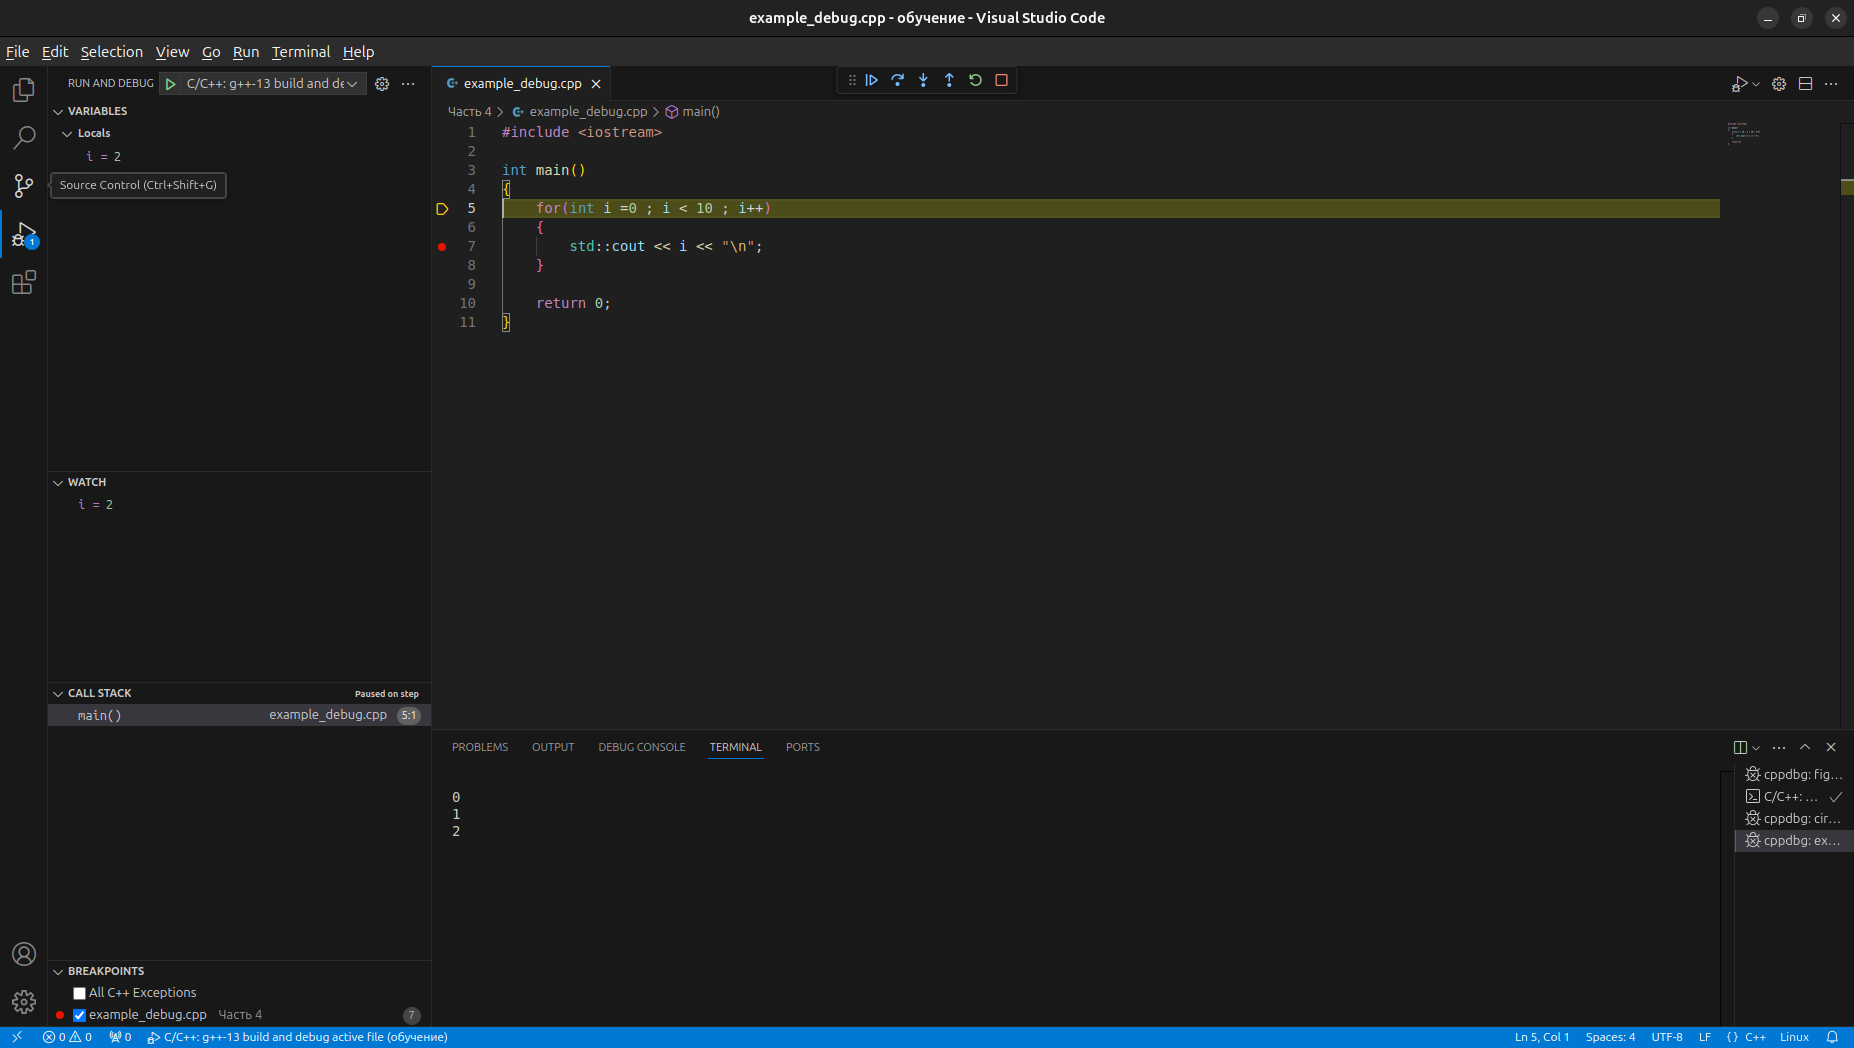 example_debug.cpp - обучение - Visual Studio Code
File Edit Selection View Go Run Terminal Help
RUN AND DEBUG C/C++: g++-13 build and de
VARIABLES
Locals
i = 2
Source Control (Ctrl+Shift+G)
1
WATCH
i = 2
CALL STACK Paused on step
main() example_debug.cpp 5:1
BREAKPOINTS
All C++ Exceptions
example_debug.cpp Часть 4 7
example_debug.cpp
Часть 4 > example_debug.cpp > main()
1 #include <iostream>
2
3 int main()
4 {
5 for(int i =0 ; i < 10 ; i++)
6 {
7 std::cout << i << "\n";
8 }
9
10 return 0;
11 }
PROBLEMS OUTPUT DEBUG CONSOLE TERMINAL PORTS
0
1
2
cppdbg: fig...
C/C++: ...
cppdbg: cir...
cppdbg: ex...
0 0 0 C/C++: g++-13 build and debug active file (обучение) Ln 5, Col 1 Spaces: 4 UTF-8 LF {} C++ Linux